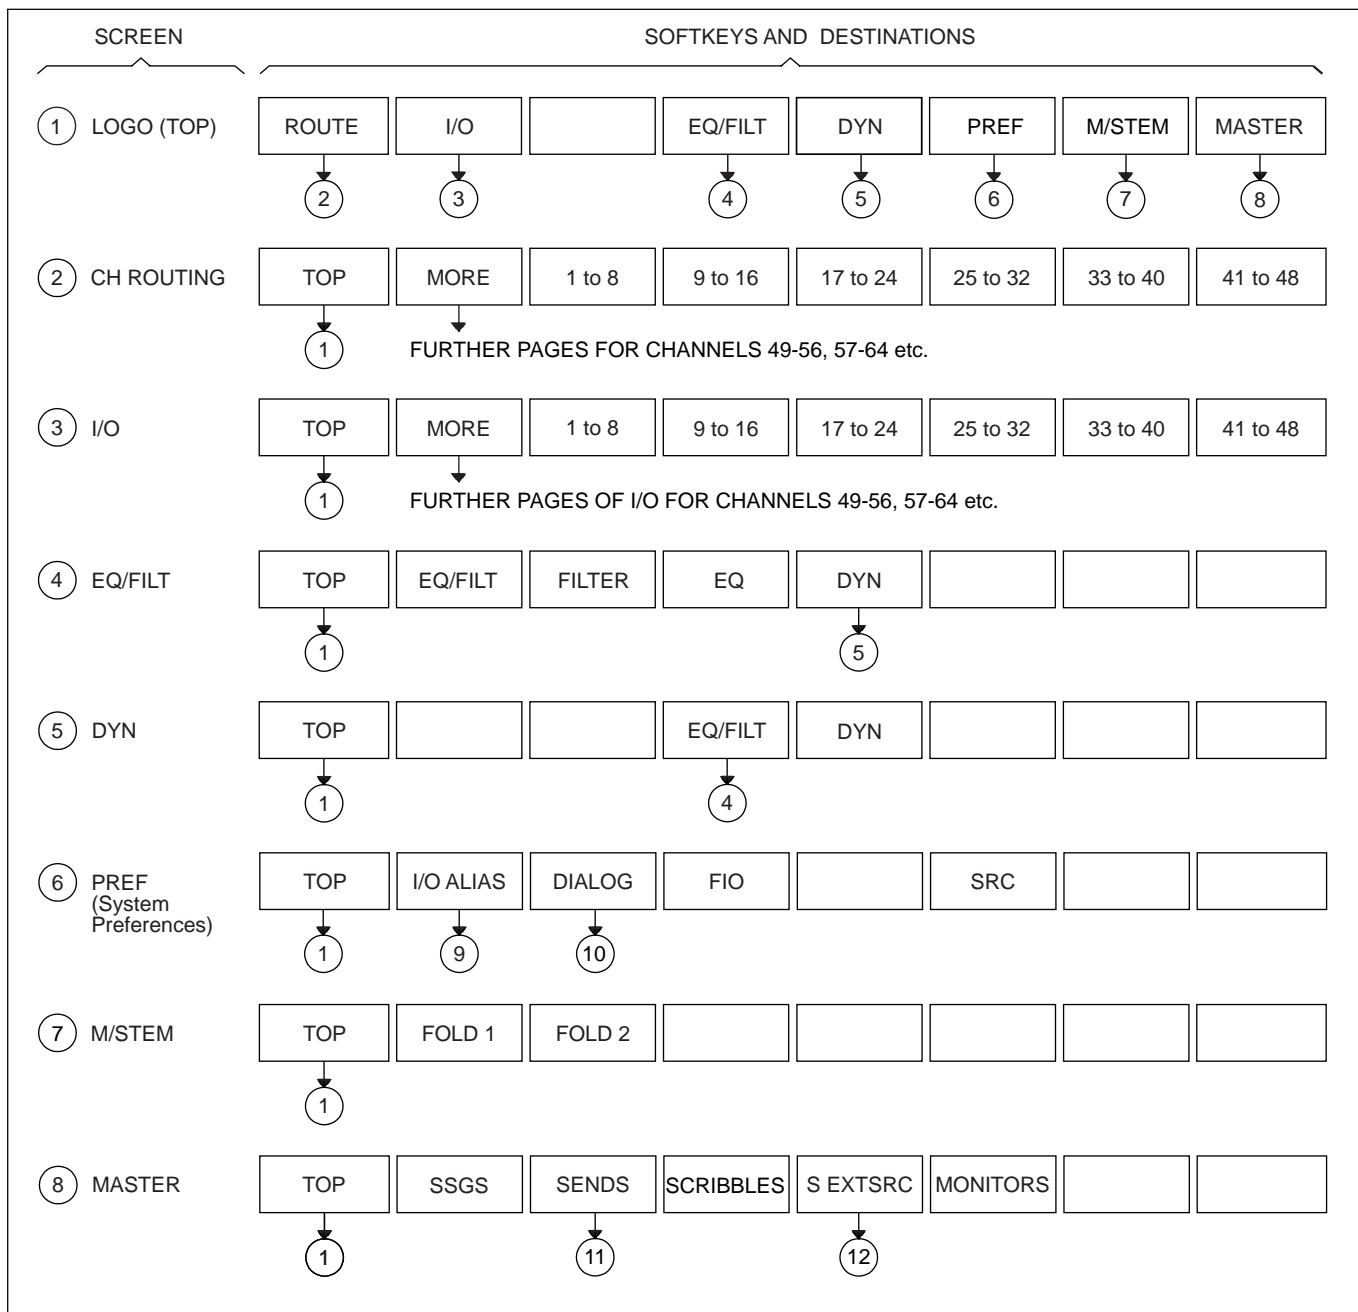 SCREEN SOFTKEYS AND DESTINATIONS
1 LOGO (TOP) ROUTE I/O EQ/FILT DYN PREF M/STEM MASTER
2 3 4 5 6 7 8
2 CH ROUTING TOP MORE 1 to 8 9 to 16 17 to 24 25 to 32 33 to 40 41 to 48
1 FURTHER PAGES FOR CHANNELS 49-56, 57-64 etc.
3 I/O TOP MORE 1 to 8 9 to 16 17 to 24 25 to 32 33 to 40 41 to 48
1 FURTHER PAGES OF I/O FOR CHANNELS 49-56, 57-64 etc.
4 EQ/FILT TOP EQ/FILT FILTER EQ DYN
1 5
5 DYN TOP EQ/FILT DYN
1 4
6 PREF TOP I/O ALIAS DIALOG FIO SRC
(System
Preferences)
1 9 10
7 M/STEM TOP FOLD 1 FOLD 2
1
8 MASTER TOP SSGS SENDS SCRIBBLES S EXTSRC MONITORS
1 11 12